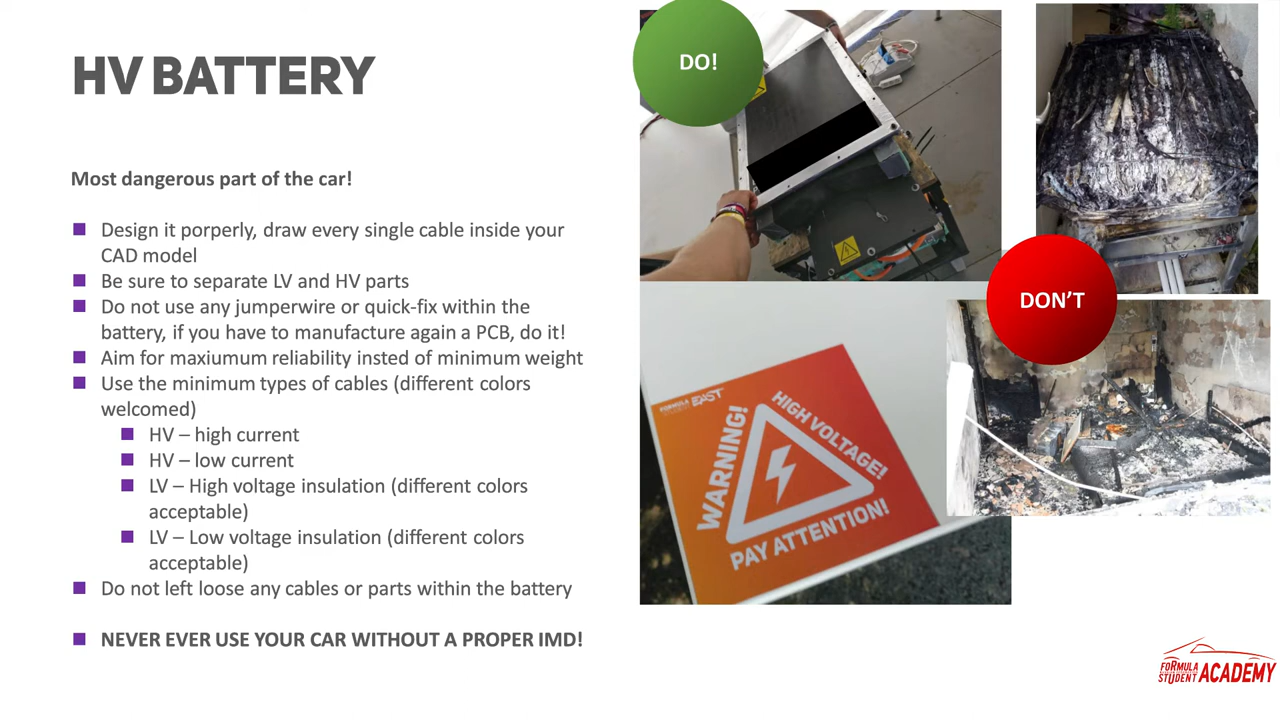 HV BATTERY
Most dangerous part of the car!
Design it porperly, draw every single cable inside your
CAD model
Be sure to separate LV and HV parts
Do not use any jumperwire or quick-fix within the
battery, if you have to manufacture again a PCB, do it!
Aim for maxiumum reliability insted of minimum weight
Use the minimum types of cables (different colors
welcomed)
HV – high current
HV – low current
LV – High voltage insulation (different colors
acceptable)
LV – Low voltage insulation (different colors
acceptable)
Do not left loose any cables or parts within the battery
NEVER EVER USE YOUR CAR WITHOUT A PROPER IMD!
DO!
DON'T
FORMULA
EAST
WARNING!
HIGH VOLTAGE!
PAY ATTENTION!
FORMULA
STUDENT ACADEMY